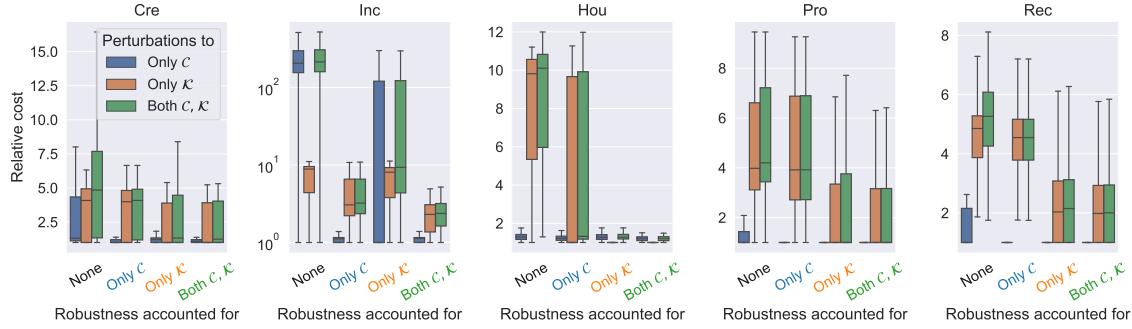 Cre
Inc
Hou
Pro
Rec
Relative cost
15.0
12.5
10.0
7.5
5.0
2.5
Perturbations to
Only 𝒞
Only 𝒦
Both 𝒞, 𝒦
10²
10¹
10⁰
12
10
8
6
4
2
8
6
4
2
8
6
4
2
None
Only 𝒞
Only 𝒦
Both 𝒞, 𝒦
None
Only 𝒞
Only 𝒦
Both 𝒞, 𝒦
None
Only 𝒞
Only 𝒦
Both 𝒞, 𝒦
None
Only 𝒞
Only 𝒦
Both 𝒞, 𝒦
None
Only 𝒞
Only 𝒦
Both 𝒞, 𝒦
Robustness accounted for
Robustness accounted for
Robustness accounted for
Robustness accounted for
Robustness accounted for